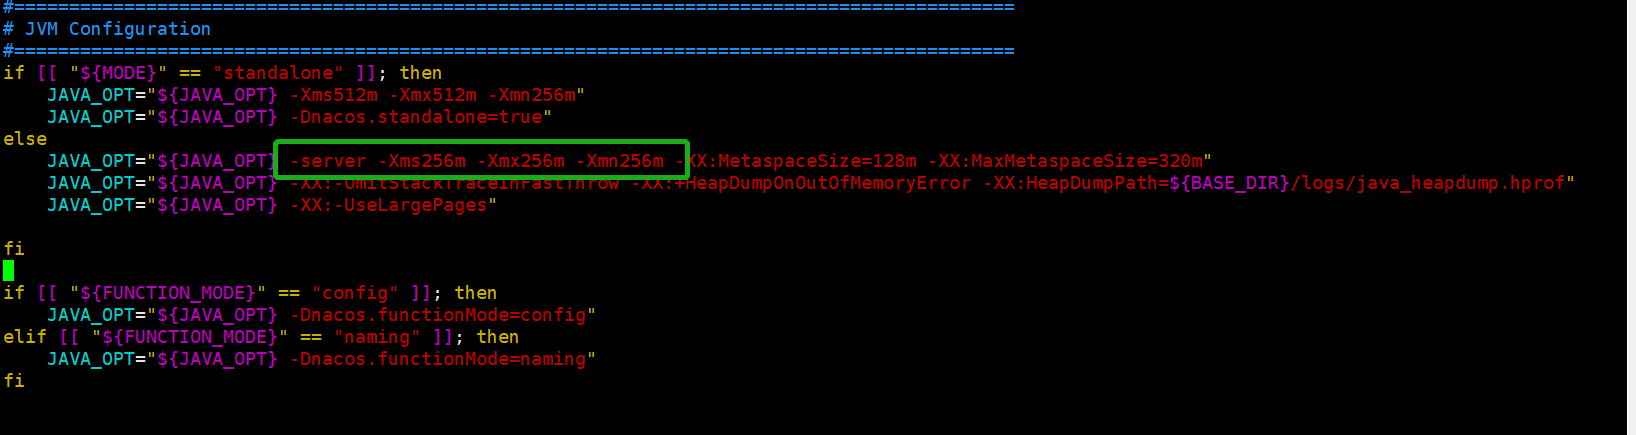 #===========================================================================================
# JVM Configuration
#===========================================================================================
if [[ "${MODE}" == "standalone" ]]; then
    JAVA_OPT="${JAVA_OPT} -Xms512m -Xmx512m -Xmn256m"
    JAVA_OPT="${JAVA_OPT} -Dnacos.standalone=true"
else
    JAVA_OPT="${JAVA_OPT} -server -Xms256m -Xmx256m -Xmn256m -XX:MetaspaceSize=128m -XX:MaxMetaspaceSize=320m"
    JAVA_OPT="${JAVA_OPT} -XX:-OmitStackTraceInFastThrow -XX:+HeapDumpOnOutOfMemoryError -XX:HeapDumpPath=${BASE_DIR}/logs/java_heapdump.hprof"
    JAVA_OPT="${JAVA_OPT} -XX:-UseLargePages"
fi
if [[ "${FUNCTION_MODE}" == "config" ]]; then
    JAVA_OPT="${JAVA_OPT} -Dnacos.functionMode=config"
elif [[ "${FUNCTION_MODE}" == "naming" ]]; then
    JAVA_OPT="${JAVA_OPT} -Dnacos.functionMode=naming"
fi